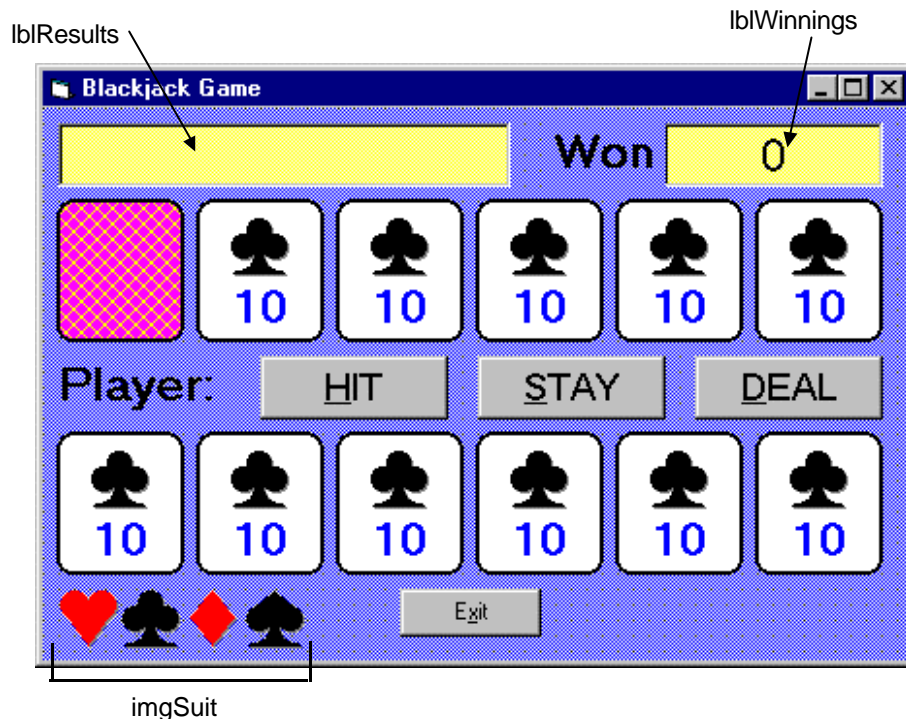 lblWinnings
lblResults
Blackjack Game
Won 0
10 10 10 10 10
Player: HIT STAY DEAL
10 10 10 10 10 10
Exit
imgSuit